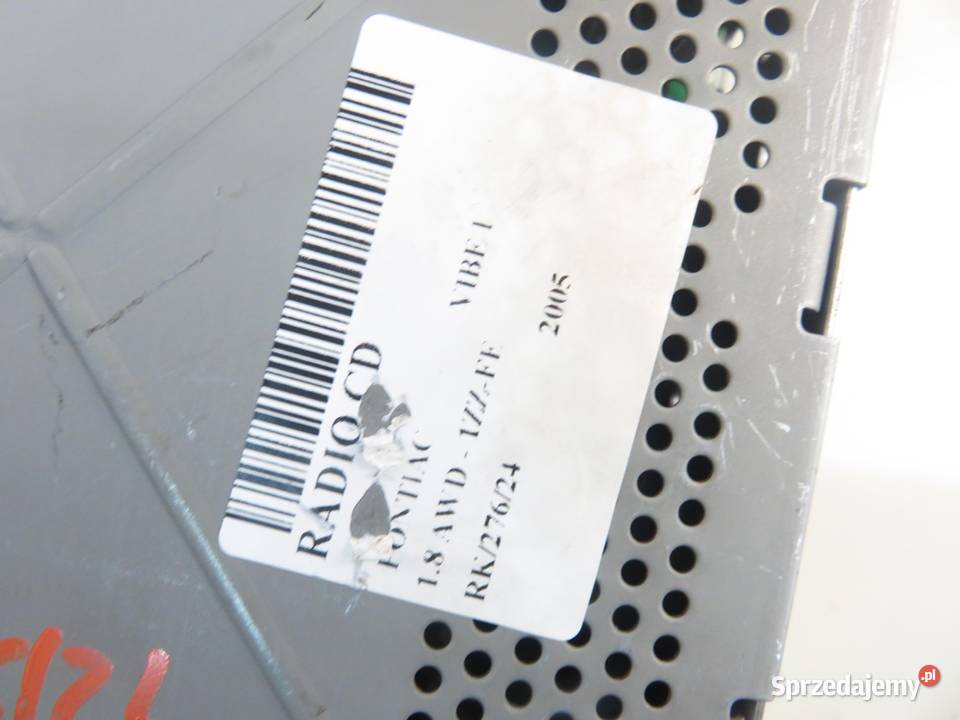 RADIO CD
PONTIAC VIBE I
1.8 AWD - 1ZZ-FE
RK/276/24 2005
Sprzedajemy.pl